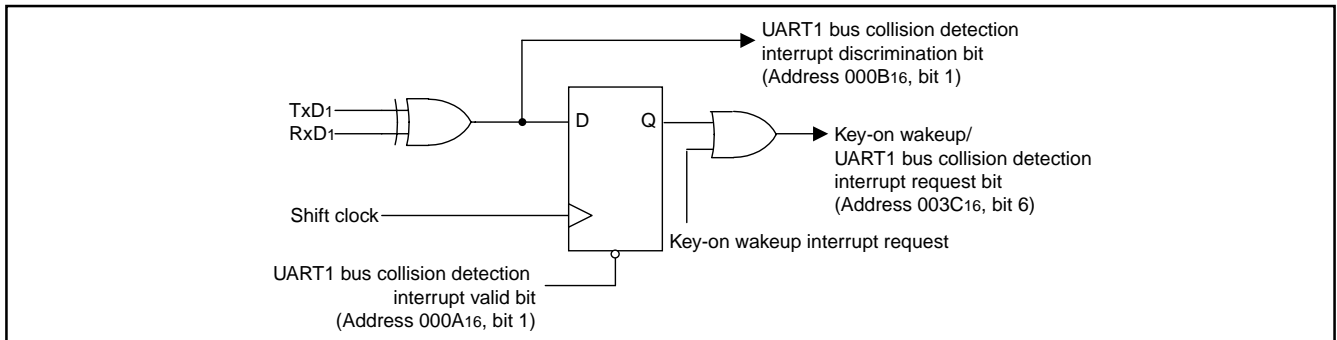 UART1 bus collision detection
interrupt discrimination bit
(Address 000B16, bit 1)
TxD1
RxD1
D
Q
Key-on wakeup/
UART1 bus collision detection
interrupt request bit
(Address 003C16, bit 6)
Shift clock
Key-on wakeup interrupt request
UART1 bus collision detection
interrupt valid bit
(Address 000A16, bit 1)